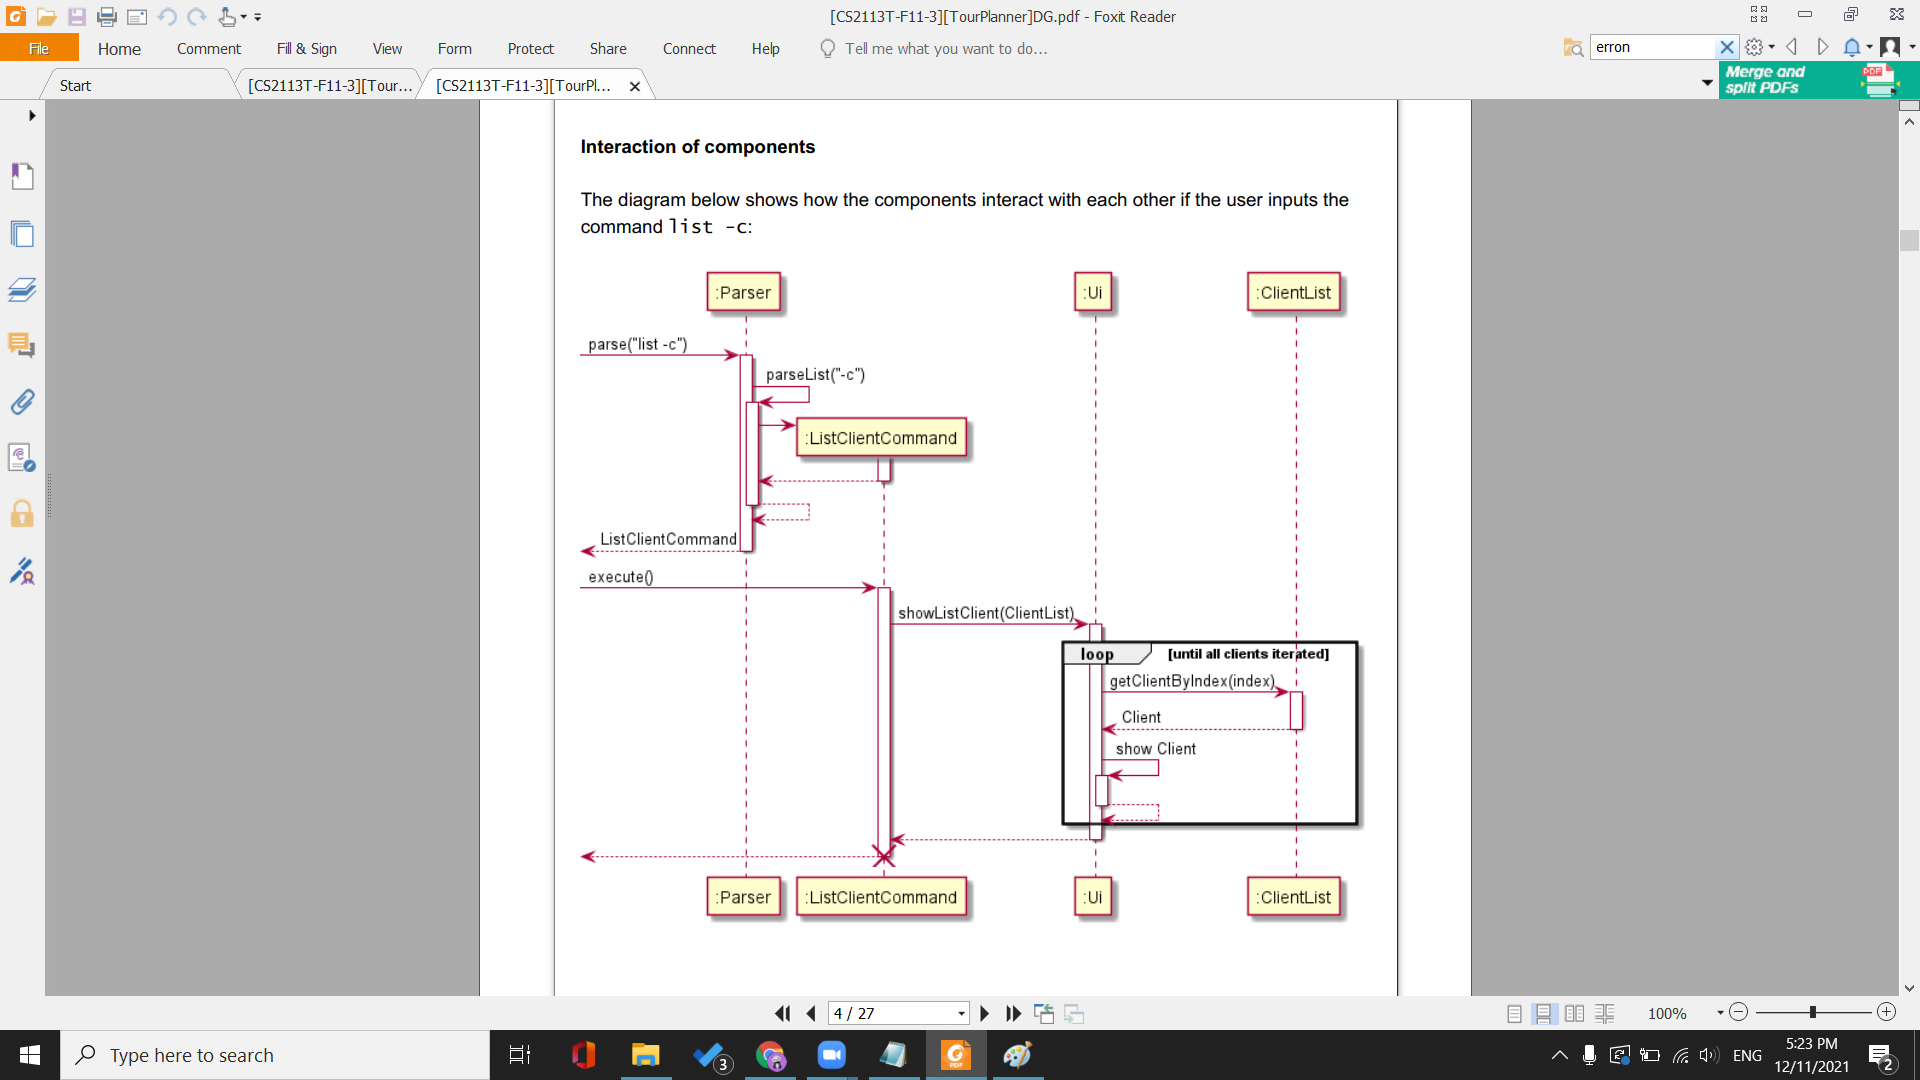 [CS2113T-F11-3][TourPlanner]DG.pdf - Foxit Reader
File Home Comment Fill & Sign View Form Protect Share Connect Help Tell me what you want to do... erron
Start [CS2113T-F11-3][Tour... [CS2113T-F11-3][TourPl...
Merge and
split PDFs
PDF
Interaction of components
The diagram below shows how the components interact with each other if the user inputs the
command list -c:
:Parser :Ui :ClientList
parse("list -c")
parseList("-c")
:ListClientCommand
ListClientCommand
execute()
showListClient(ClientList)
loop [until all clients iterated]
getClientByIndex(index)
Client
show Client
:Parser :ListClientCommand :Ui :ClientList
4 / 27 100%
Type here to search
3
PDF
ENG
5:23 PM
12/11/2021
2